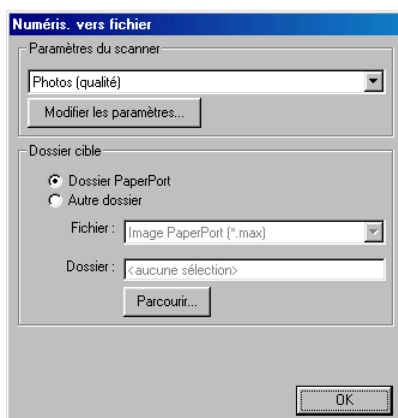 Numéris. vers fichier
Paramètres du scanner
Photos (qualité)
Modifier les paramètres...
Dossier cible
Dossier PaperPort
Autre dossier
Fichier : Image PaperPort (*.max)
Dossier : <aucune sélection>
Parcourir...
OK